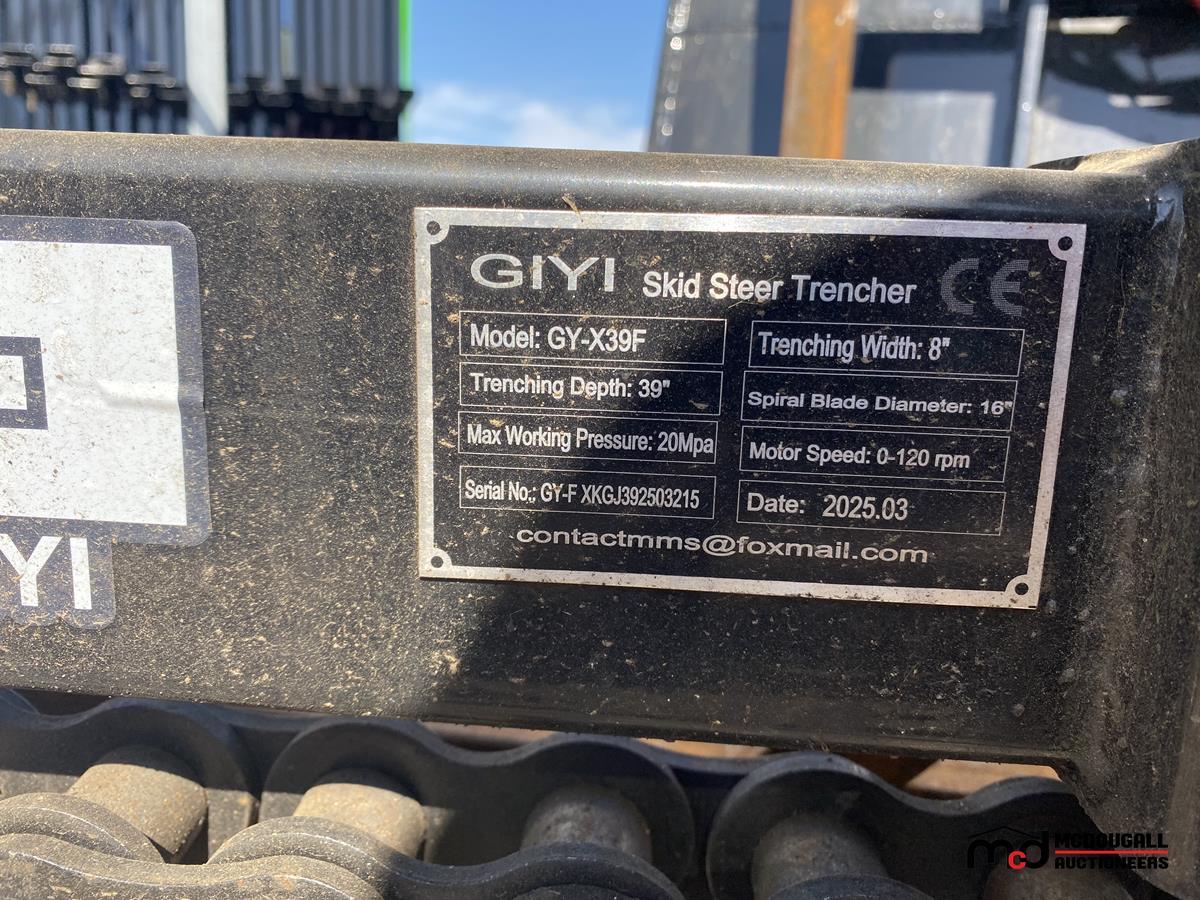 GIYI Skid Steer Trencher CE
Model: GY-X39F
Trenching Width: 8"
Trenching Depth: 39"
Spiral Blade Diameter: 16"
Max Working Pressure: 20Mpa
Motor Speed: 0-120 rpm
Serial No.: GY-F XKGJ392503215
Date: 2025.03
contactmms@foxmail.com
YI
mcd MCDOUGALL
AUCTIONEERS